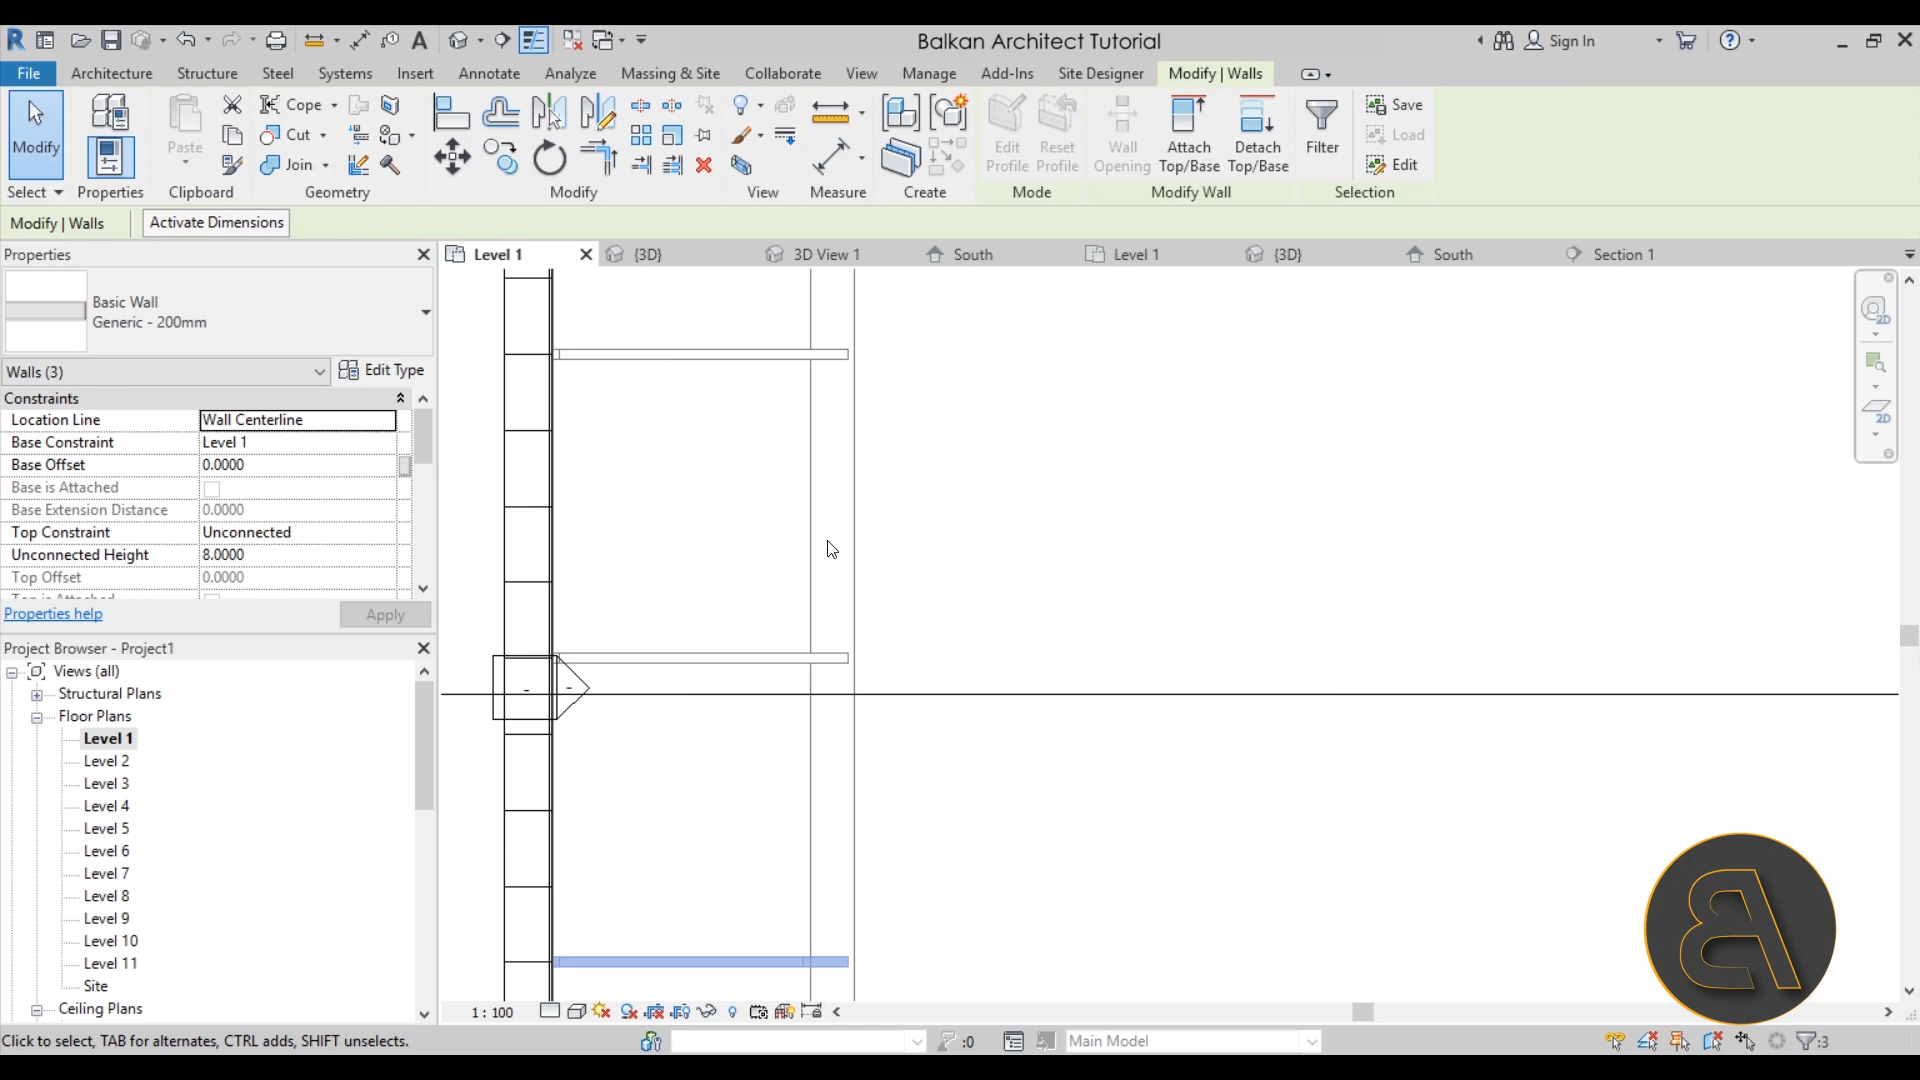 Balkan Architect Tutorial
Sign In
File
Architecture
Structure
Steel
Systems
Insert
Annotate
Analyze
Massing & Site
Collaborate
View
Manage
Add-Ins
Site Designer
Modify | Walls
Modify
Paste
Cope
Cut
Join
Edit Profile
Reset Profile
Wall Opening
Attach Top/Base
Detach Top/Base
Filter
Save
Load
Edit
Select
Properties
Clipboard
Geometry
Modify
View
Measure
Create
Mode
Modify Wall
Selection
Modify | Walls
Activate Dimensions
Properties
Level 1
{3D}
3D View 1
South
Level 1
{3D}
South
Section 1
Basic Wall
Generic - 200mm
Walls (3)
Edit Type
Constraints
Location Line
Wall Centerline
Base Constraint
Level 1
Base Offset
0.0000
Base is Attached
Base Extension Distance
0.0000
Top Constraint
Unconnected
Unconnected Height
8.0000
Top Offset
0.0000
Top is Attached
Properties help
Apply
Project Browser - Project1
Views (all)
Structural Plans
Floor Plans
Level 1
Level 2
Level 3
Level 4
Level 5
Level 6
Level 7
Level 8
Level 9
Level 10
Level 11
Site
Ceiling Plans
2D
2D
1 : 100
Click to select, TAB for alternates, CTRL adds, SHIFT unselects.
:0
Main Model
:3